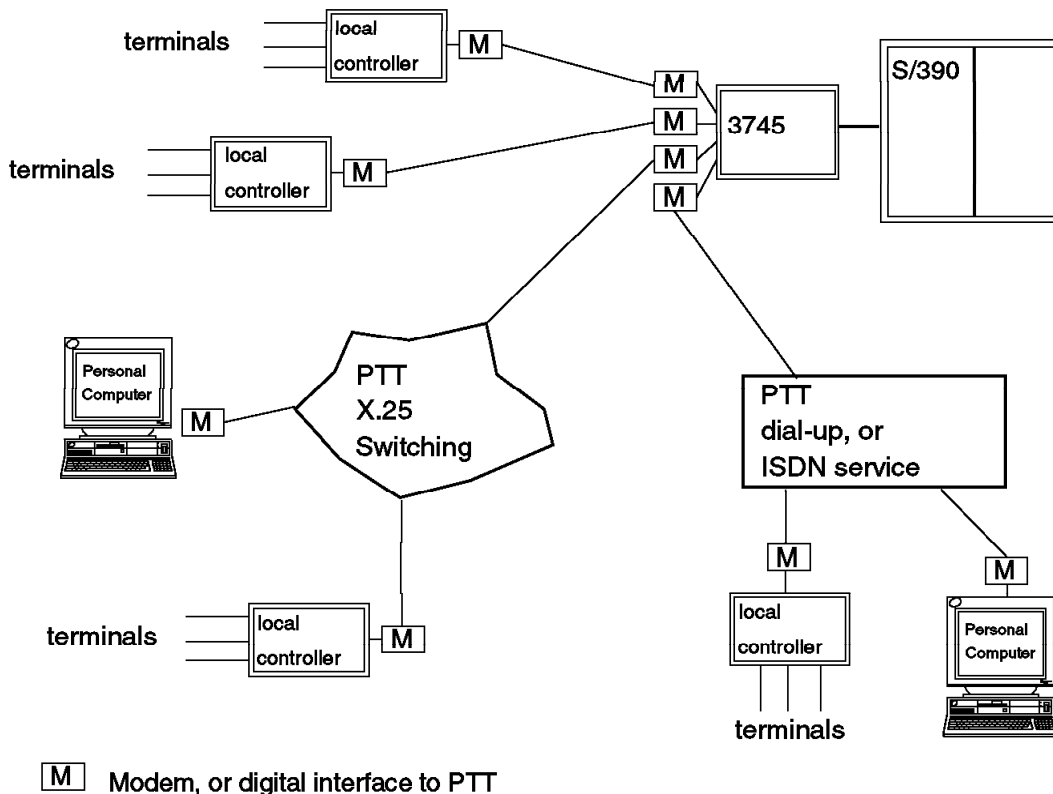 terminals
local
controller
M
M
S/390
3745
M
M
M
terminals
local
controller
M
Personal
Computer
M
PTT
X.25
Switching
PTT
dial-up, or
ISDN service
M
M
terminals
local
controller
M
local
controller
Personal
Computer
terminals
M Modem, or digital interface to PTT